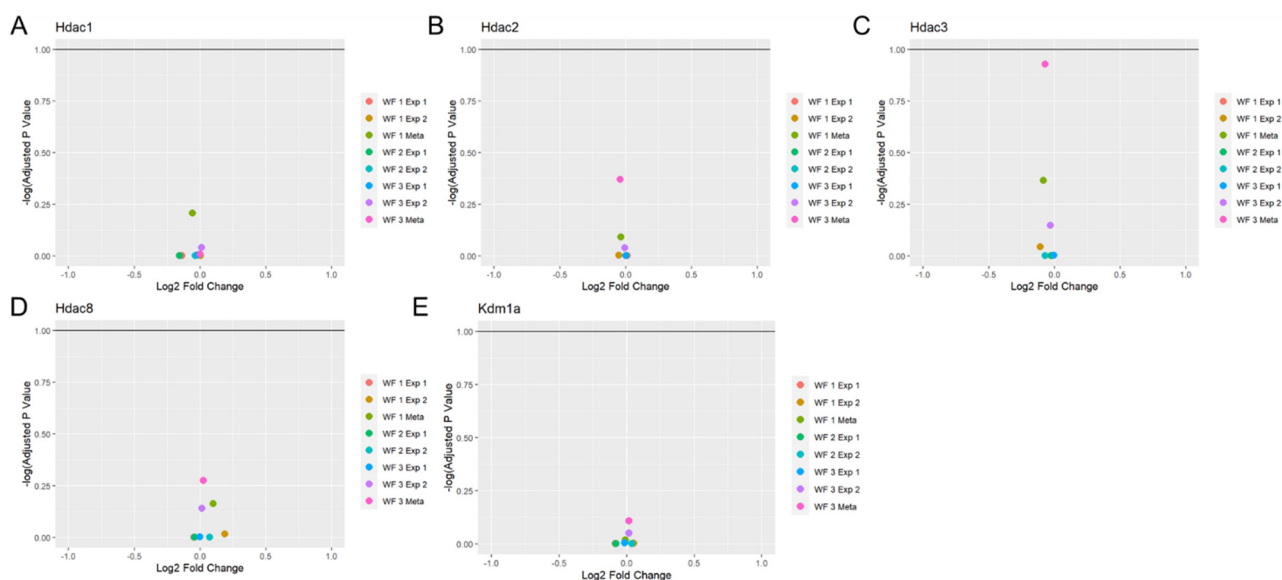 A
Hdac1
1.00
0.75
0.50
0.25
0.00
-log(Adjusted P Value)
-1.0
-0.5
0.0
0.5
1.0
Log2 Fold Change
WF 1 Exp 1
WF 1 Exp 2
WF 1 Meta
WF 2 Exp 1
WF 2 Exp 2
WF 3 Exp 1
WF 3 Exp 2
WF 3 Meta
B
Hdac2
1.00
0.75
0.50
0.25
0.00
-log(Adjusted P Value)
-1.0
-0.5
0.0
0.5
1.0
Log2 Fold Change
WF 1 Exp 1
WF 1 Exp 2
WF 1 Meta
WF 2 Exp 1
WF 2 Exp 2
WF 3 Exp 1
WF 3 Exp 2
WF 3 Meta
C
Hdac3
1.00
0.75
0.50
0.25
0.00
-log(Adjusted P Value)
-1.0
-0.5
0.0
0.5
1.0
Log2 Fold Change
WF 1 Exp 1
WF 1 Exp 2
WF 1 Meta
WF 2 Exp 1
WF 2 Exp 2
WF 3 Exp 1
WF 3 Exp 2
WF 3 Meta
D
Hdac8
1.00
0.75
0.50
0.25
0.00
-log(Adjusted P Value)
-1.0
-0.5
0.0
0.5
1.0
Log2 Fold Change
WF 1 Exp 1
WF 1 Exp 2
WF 1 Meta
WF 2 Exp 1
WF 2 Exp 2
WF 3 Exp 1
WF 3 Exp 2
WF 3 Meta
E
Kdm1a
1.00
0.75
0.50
0.25
0.00
-log(Adjusted P Value)
-1.0
-0.5
0.0
0.5
1.0
Log2 Fold Change
WF 1 Exp 1
WF 1 Exp 2
WF 1 Meta
WF 2 Exp 1
WF 2 Exp 2
WF 3 Exp 1
WF 3 Exp 2
WF 3 Meta